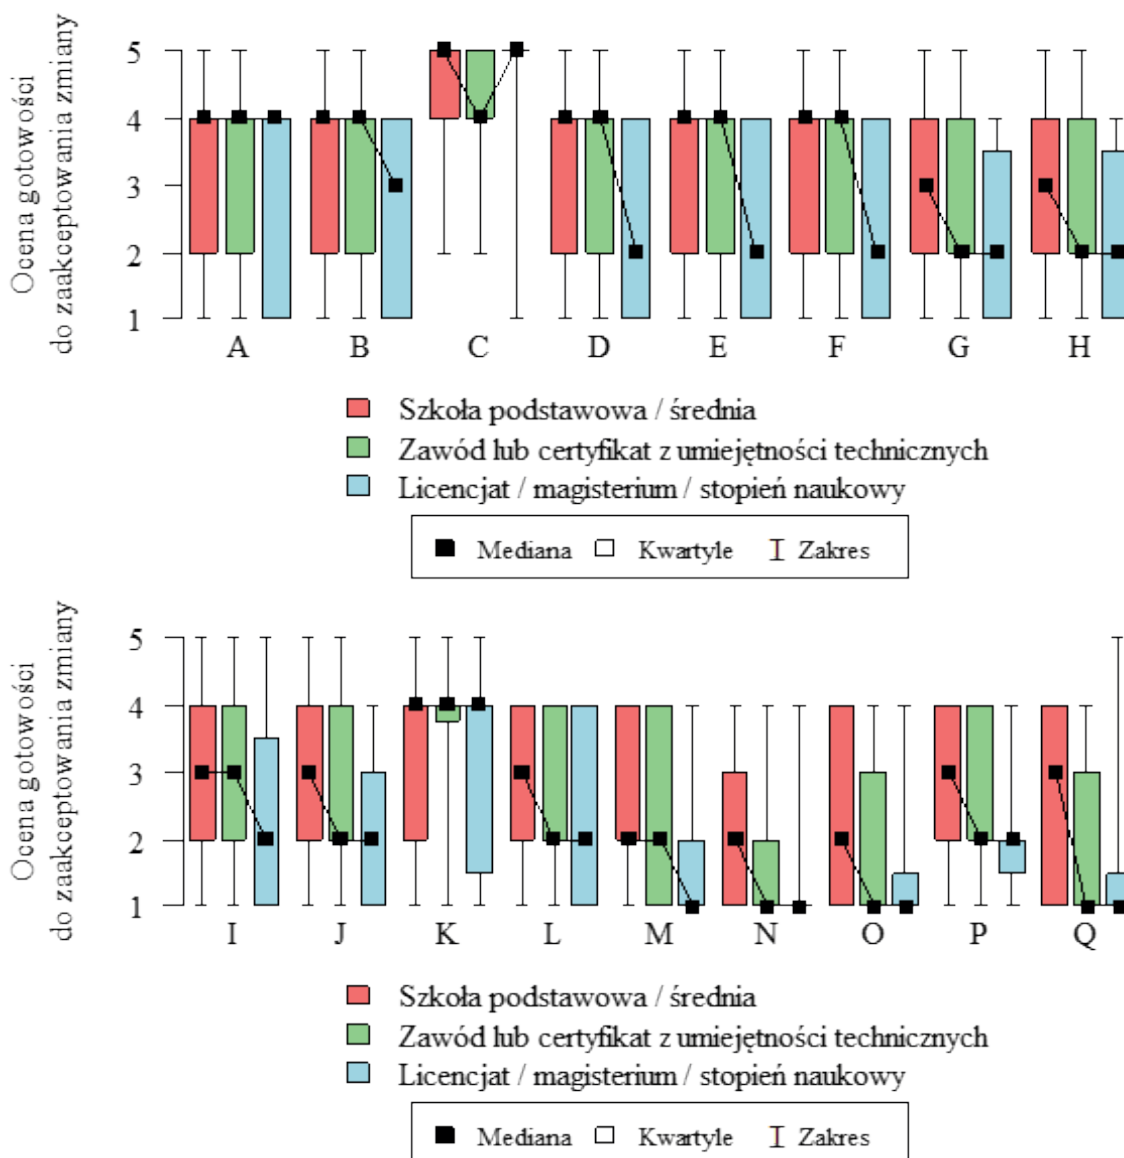 Ocena gotowości
do zaakceptowania zmiany
5
4
3
2
1
A B C D E F G H
Szkoła podstawowa / średnia
Zawód lub certyfikat z umiejętności technicznych
Licencjat / magisterium / stopień naukowy
Mediana Kwartyle Zakres
Ocena gotowości
do zaakceptowania zmiany
5
4
3
2
1
I J K L M N O P Q
Szkoła podstawowa / średnia
Zawód lub certyfikat z umiejętności technicznych
Licencjat / magisterium / stopień naukowy
Mediana Kwartyle Zakres